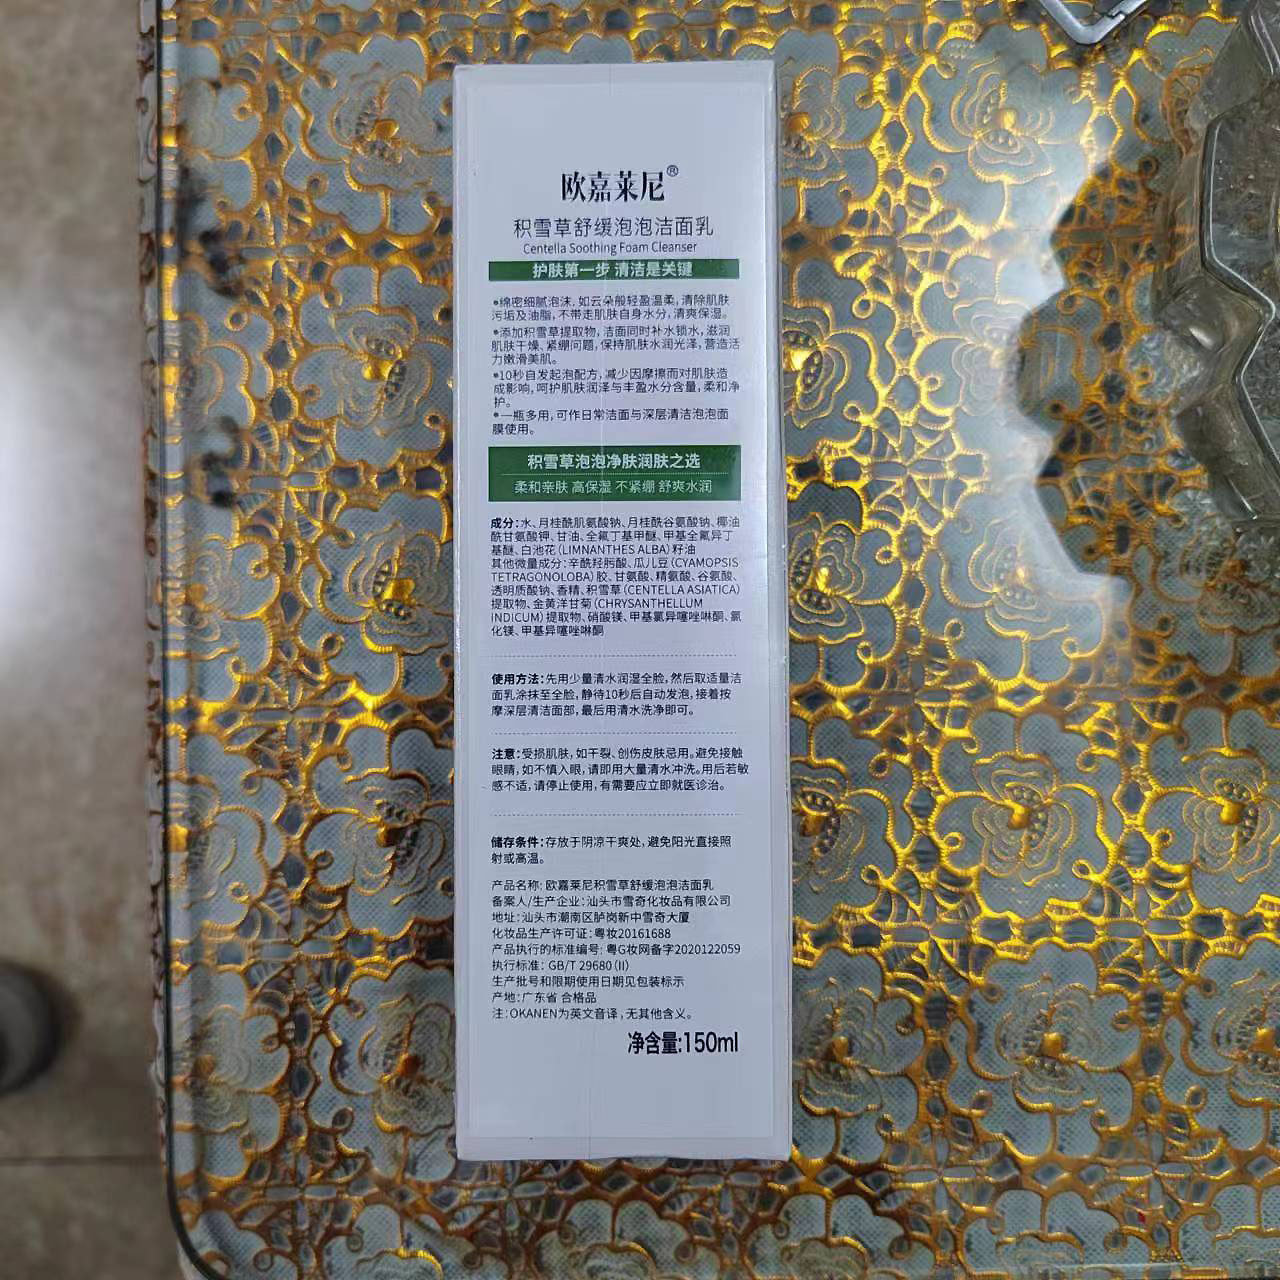 欧嘉莱尼®
积雪草舒缓泡泡洁面乳
Centella Soothing Foam Cleanser
护肤第一步 清洁是关键
●绵密细腻泡沫,如云朵般轻盈温柔,清除肌肤
污垢及油脂,不带走肌肤自身水分,清爽保湿。
●添加积雪草提取物,洁面同时补水锁水,滋润
肌肤干燥、紧绷问题,保持肌肤水润光泽,营造活
力嫩滑美肌。
●10秒自发起泡配方,减少因摩擦而对肌肤造
成影响,呵护肌肤润泽与丰盈水分含量,柔和净
护。
●一瓶多用,可作日常洁面与深层清洁泡泡面
膜使用。
积雪草泡泡净肤润肤之选
柔和亲肤 高保湿 不紧绷 舒爽水润
成分:水、月桂酰肌氨酸钠、月桂酰谷氨酸钠、椰油
酰甘氨酸钾、甘油、全氟丁基甲醚、甲基全氟异丁
基醚、白池花(LIMNANTHES ALBA)籽油
其他微量成分:辛酰羟肟酸、瓜儿豆(CYAMOPSIS
TETRAGONOLOBA)胶、甘氨酸、精氨酸、谷氨酸、
透明质酸钠、香精、积雪草(CENTELLA ASIATICA)
提取物、金黄洋甘菊(CHRYSANTHELLUM
INDICUM)提取物、硝酸镁、甲基氯异噻唑啉酮、氯
化镁、甲基异噻唑啉酮
使用方法:先用少量清水润湿全脸,然后取适量洁
面乳涂抹至全脸,静待10秒后自动发泡,接着按
摩深层清洁面部,最后用清水洗净即可。
注意:受损肌肤,如干裂、创伤皮肤忌用。避免接触
眼睛,如不慎入眼,请即用大量清水冲洗。用后若敏
感不适,请停止使用,有需要应立即就医诊治。
储存条件:存放于阴凉干爽处,避免阳光直接照
射或高温。
产品名称:欧嘉莱尼积雪草舒缓泡泡洁面乳
备案人/生产企业:汕头市雪奇化妆品有限公司
地址:汕头市潮南区胪岗新中雪奇大厦
化妆品生产许可证:粤妆20161688
产品执行的标准编号:粤G妆网备字2020122059
执行标准:GB/T 29680(II)
生产批号和限期使用日期见包装标示
产地:广东省 合格品
注:OKANEN为英文音译,无其他含义。
净含量:150ml